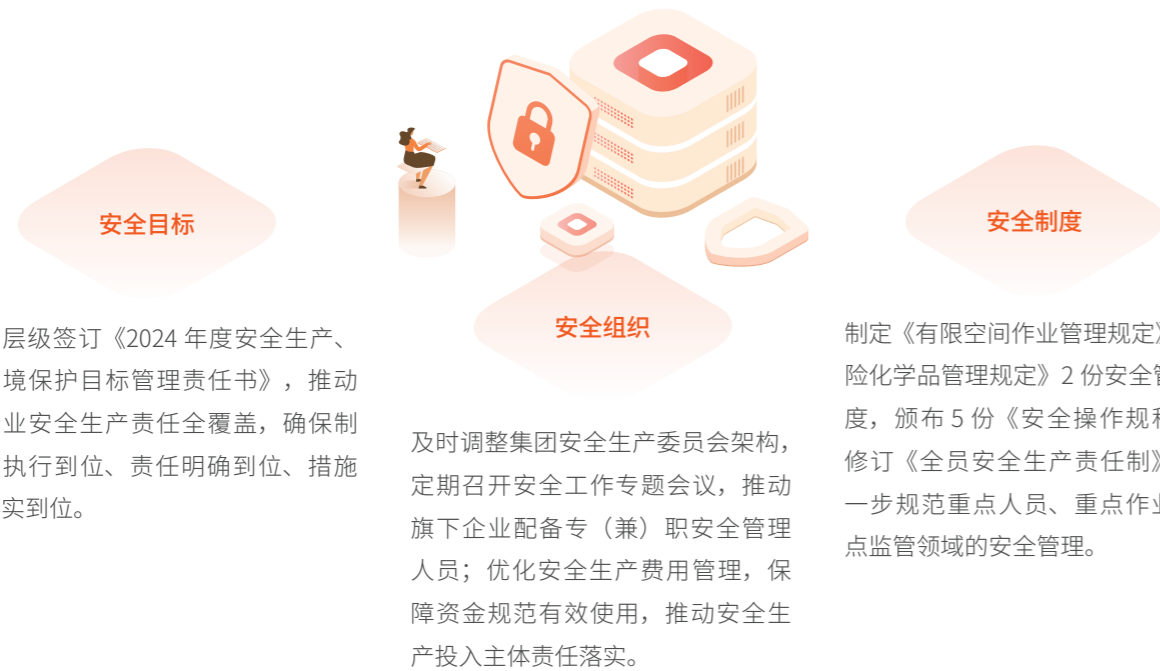 安全目标
层级签订《2024 年度安全生产、
境保护目标管理责任书》，推动
业安全生产责任全覆盖，确保制
执行到位、责任明确到位、措施
实到位。
安全组织
及时调整集团安全生产委员会架构，
定期召开安全工作专题会议，推动
旗下企业配备专（兼）职安全管理
人员；优化安全生产费用管理，保
障资金规范有效使用，推动安全生
产投入主体责任落实。
安全制度
制定《有限空间作业管理规定》
险化学品管理规定》2 份安全管
度，颁布 5 份《安全操作规程
修订《全员安全生产责任制》
一步规范重点人员、重点作业
点监管领域的安全管理。